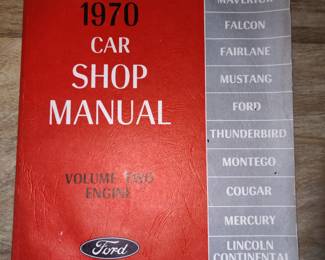 1970
CAR
SHOP
MANUAL
VOLUME TWO
ENGINE
Ford
MAVERICK
FALCON
FAIRLANE
MUSTANG
FORD
THUNDERBIRD
MONTEGO
COUGAR
MERCURY
LINCOLN
CONTINENTAL